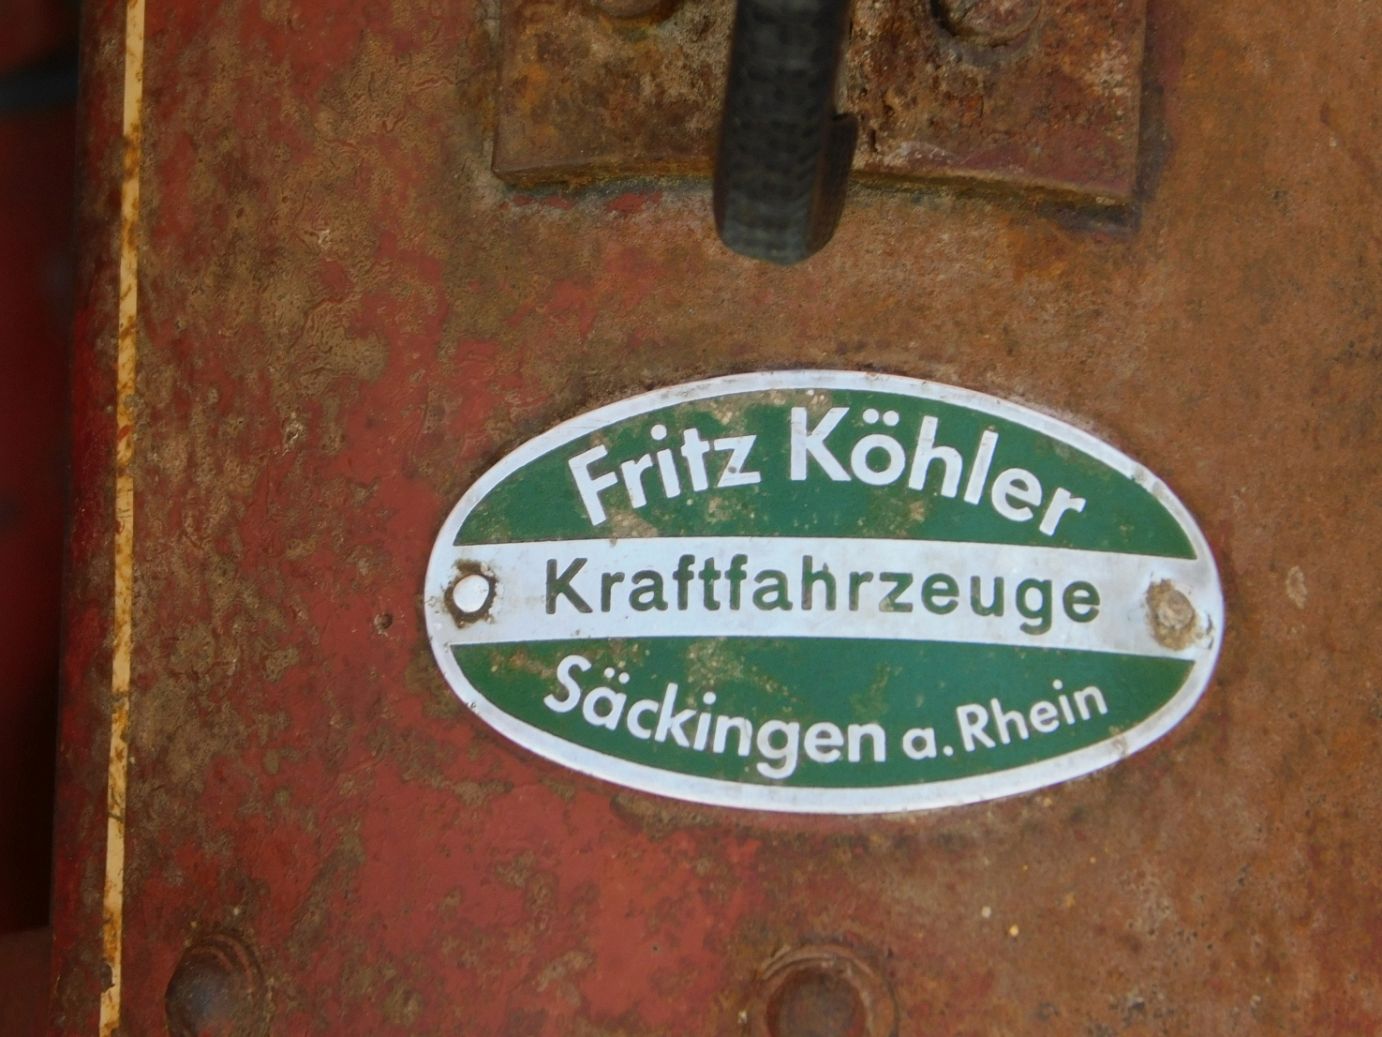 Fritz Köhler
Kraftfahrzeuge
Säckingen a. Rhein